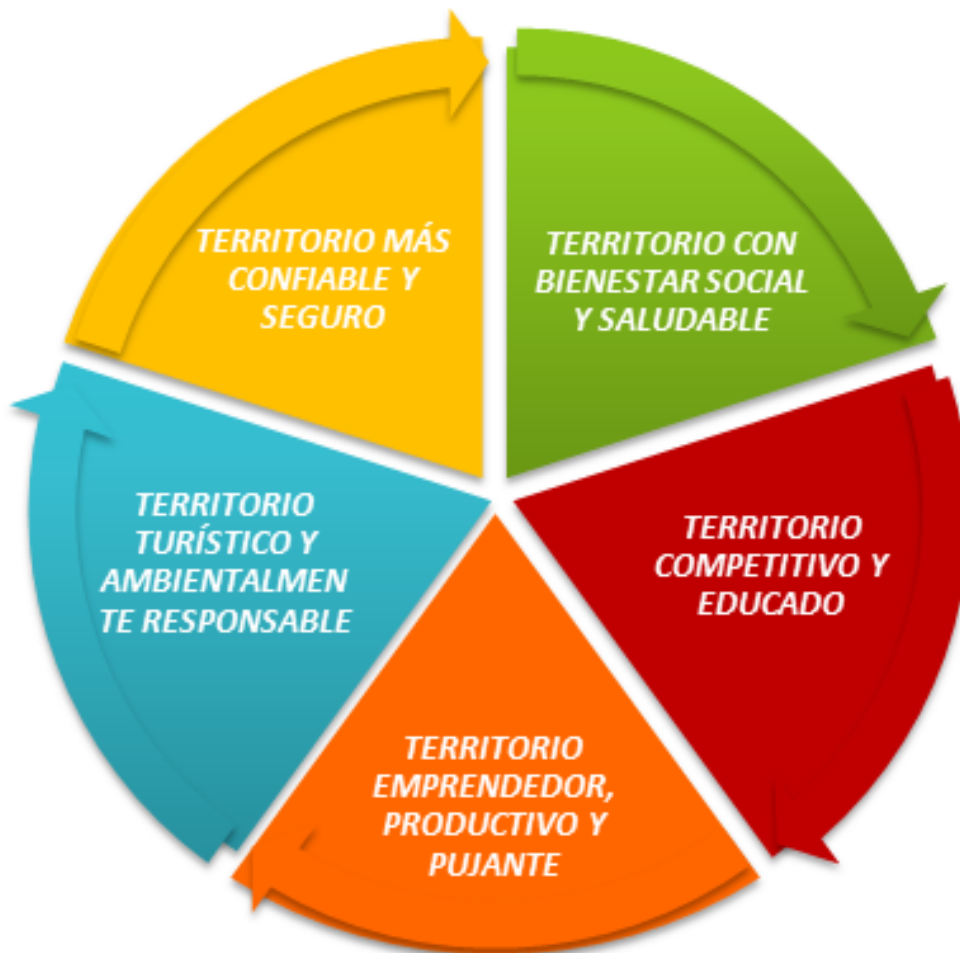 TERRITORIO MÁS
CONFIABLE Y
SEGURO
TERRITORIO CON
BIENESTAR SOCIAL
Y SALUDABLE
TERRITORIO
TURÍSTICO Y
AMBIENTALMEN
TE RESPONSABLE
TERRITORIO
COMPETITIVO Y
EDUCADO
TERRITORIO
EMPRENDEDOR,
PRODUCTIVO Y
PUJANTE